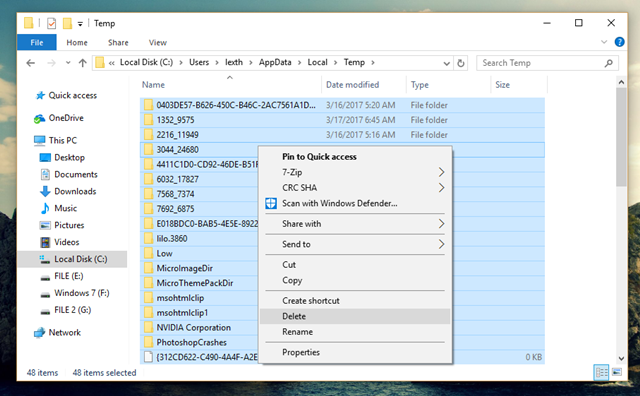 Temp
File Home Share View
« Local Disk (C:) › Users › lexth › AppData › Local › Temp › Search Temp
Name Date modified Type Size
Quick access
OneDrive
This PC
Desktop
Documents
Downloads
Music
Pictures
Videos
Local Disk (C:)
FILE (E:)
Windows 7 (F:)
FILE 2 (G:)
Network
0403DE57-B626-450C-B46C-2AC7561A1D... 3/16/2017 5:20 AM File folder
1352_9575 3/17/2017 6:45 AM File folder
2216_11949 3/16/2017 5:16 AM File folder
3044_24680
4411C1D0-CD92-46DE-B51F
6032_17827
7568_7374
7692_6875
E018BDC0-BAB5-4E5E-8922
lilo.3860
Low
MicroImageDir
MicroThemePackDir
msohtmlclip
msohtmlclip1
NVIDIA Corporation
PhotoshopCrashes
{312CD622-C490-4A4F-A2E 0 KB
Pin to Quick access
7-Zip
CRC SHA
Scan with Windows Defender...
Share with
Send to
Cut
Copy
Create shortcut
Delete
Rename
Properties
48 items 48 items selected